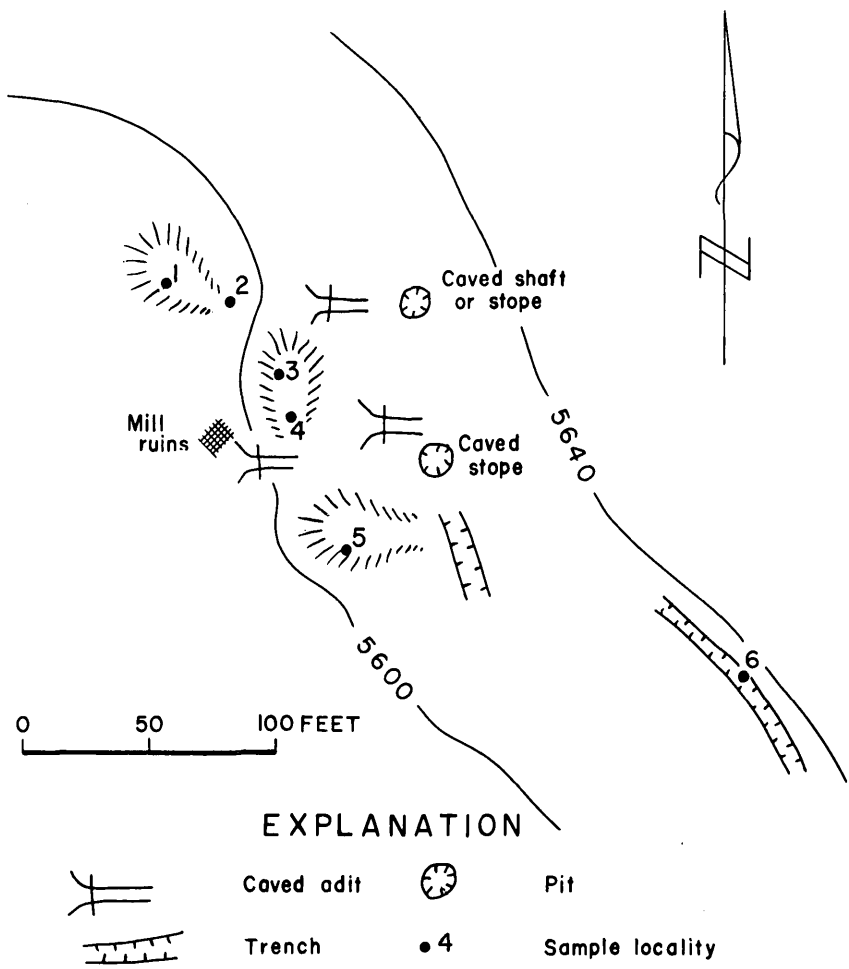 1
2
Caved shaft
or stope
3
4
Mill
ruins
Caved
stope
5640
5
6
5600
0 50 100 FEET
N
EXPLANATION
Caved adit
Pit
Trench
4
Sample locality